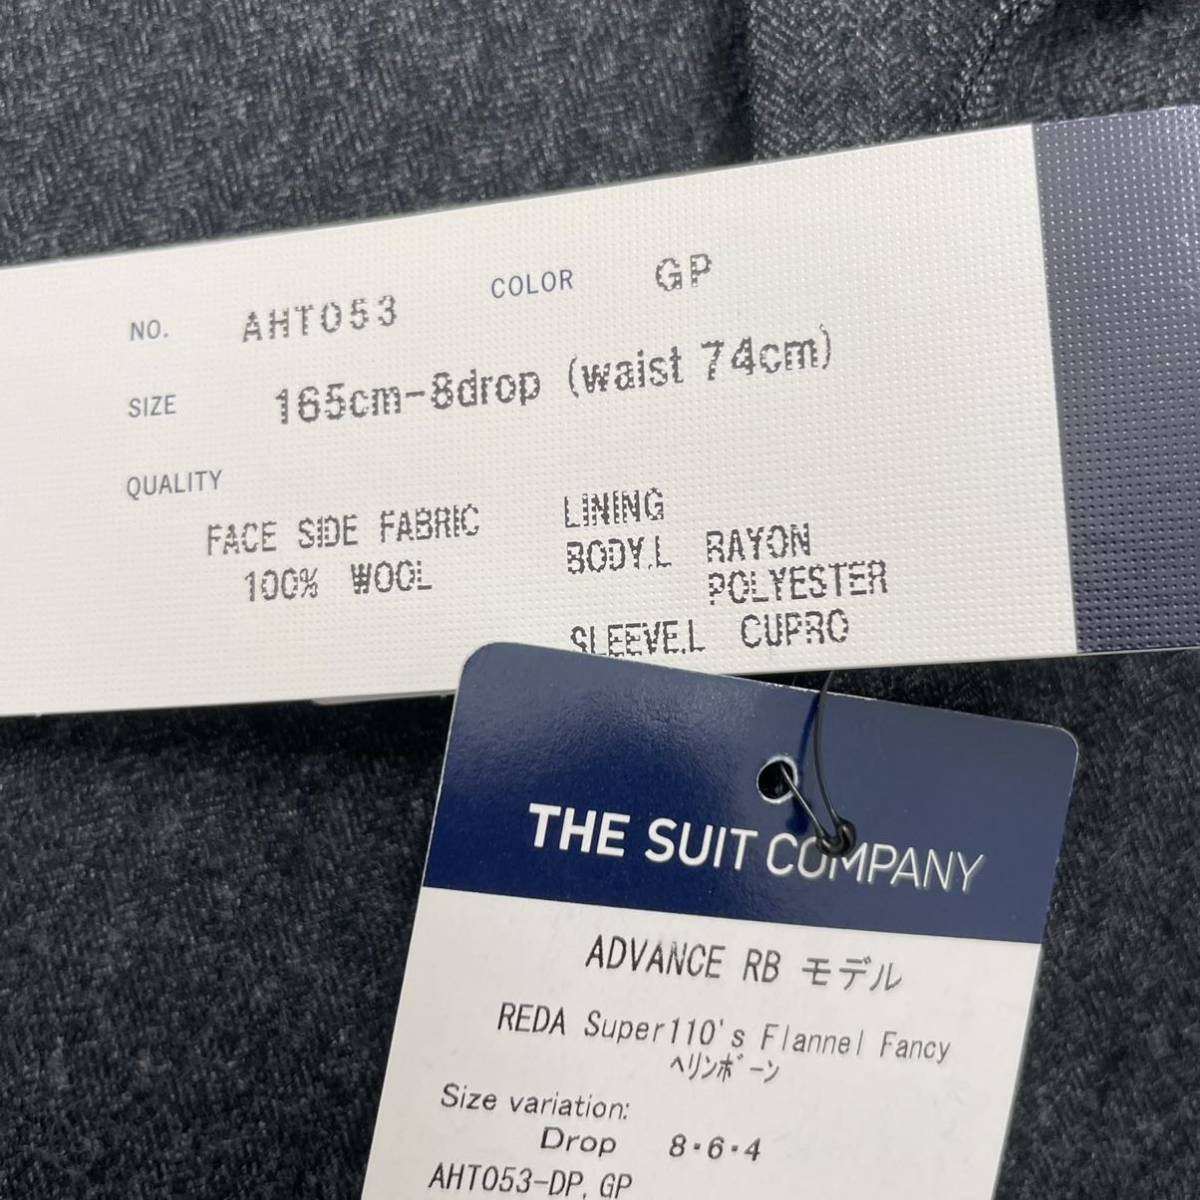 NO. AHT053 COLOR GP
SIZE 165cm-8drop (waist 74cm)
QUALITY
FACE SIDE FABRIC
100% WOOL
LINING
BODY.L RAYON
POLYESTER
SLEEVE.L CUPRO
THE SUIT COMPANY
ADVANCE RB モデル
REDA Super110's Flannel Fancy
ヘリンボーン
Size variation:
Drop 8・6・4
AHT053-DP, GP